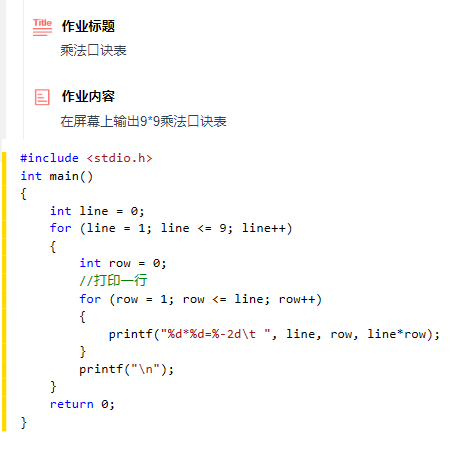 Title 作业标题
乘法口诀表
作业内容
在屏幕上输出9*9乘法口诀表
#include <stdio.h>
int main()
{
    int line = 0;
    for (line = 1; line <= 9; line++)
    {
        int row = 0;
        //打印一行
        for (row = 1; row <= line; row++)
        {
            printf("%d*%d=%-2d\t ", line, row, line*row);
        }
        printf("\n");
    }
    return 0;
}